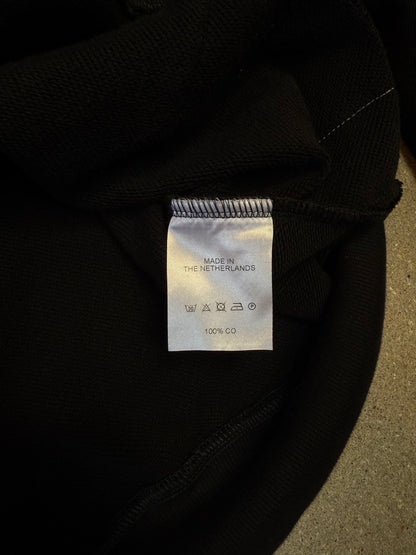 MADE IN:
THE NETHERLANDS
100% CO